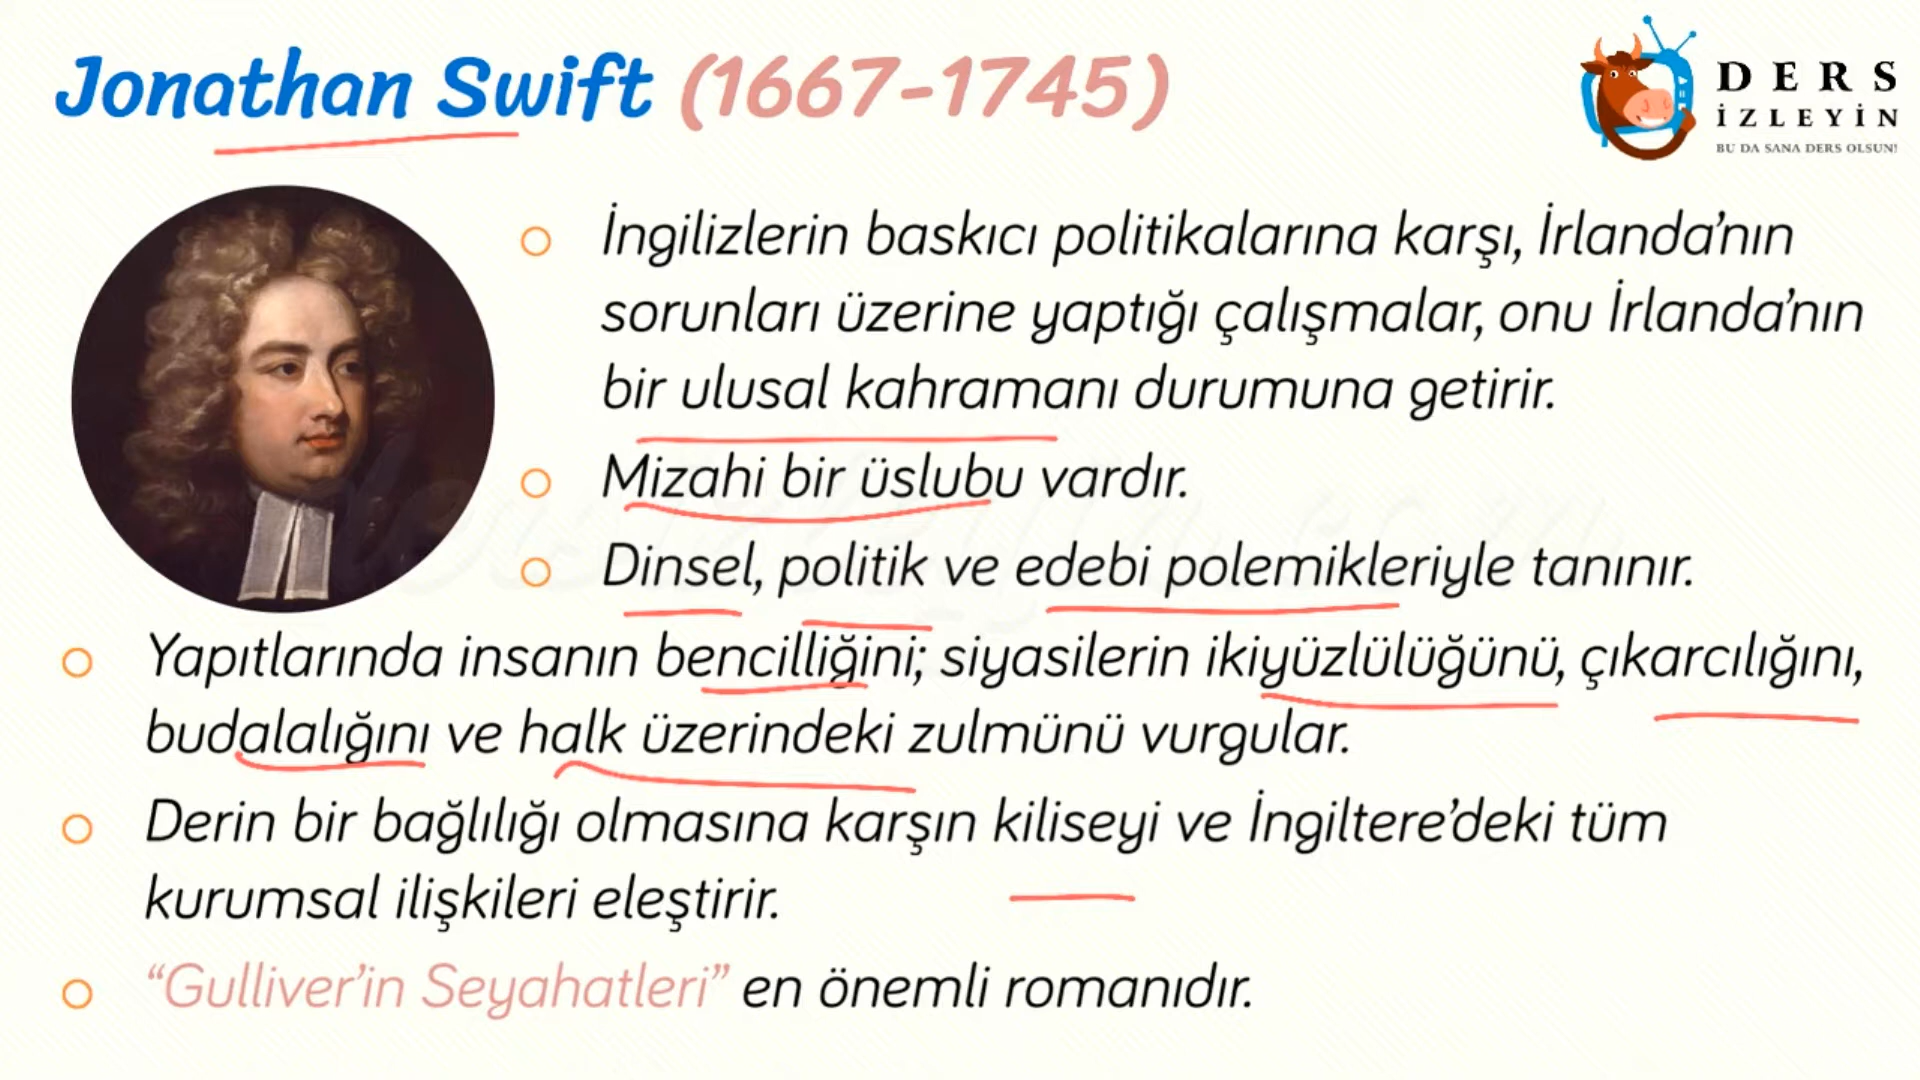 Jonathan Swift (1667-1745)
DERS
İZLEYİN
BU DA SANA DERS OLSUN!
İngilizlerin baskıcı politikalarına karşı, İrlanda’nın
sorunları üzerine yaptığı çalışmalar, onu İrlanda’nın
bir ulusal kahramanı durumuna getirir.
Mizahi bir üslubu vardır.
Dinsel, politik ve edebi polemikleriyle tanınır.
Yapıtlarında insanın bencilliğini; siyasilerin ikiyüzlülüğünü, çıkarcılığını,
budalalığını ve halk üzerindeki zulmünü vurgular.
Derin bir bağlılığı olmasına karşın kiliseyi ve İngiltere’deki tüm
kurumsal ilişkileri eleştirir.
“Gulliver’in Seyahatleri” en önemli romanıdır.